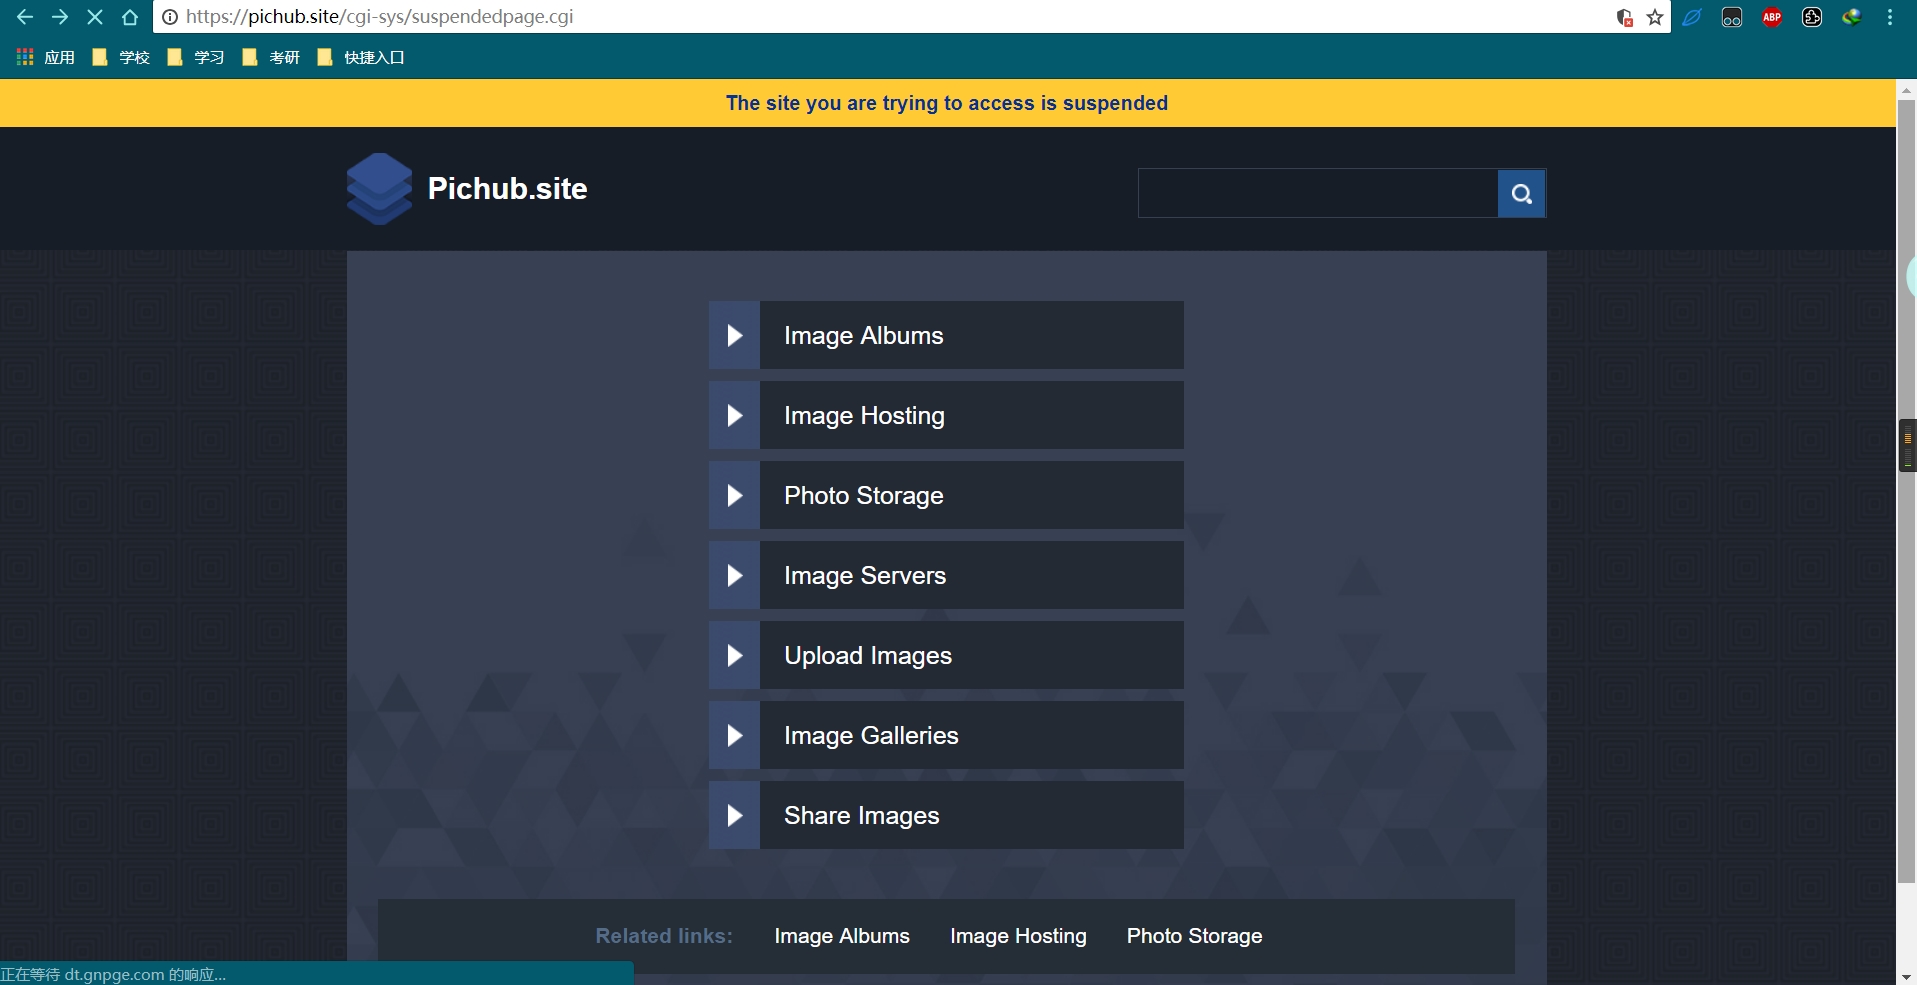 https://pichub.site/cgi-sys/suspendedpage.cgi
ABP
应用 学校 学习 考研 快捷入口
The site you are trying to access is suspended
Pichub.site
Image Albums
Image Hosting
Photo Storage
Image Servers
Upload Images
Image Galleries
Share Images
Related links: Image Albums Image Hosting Photo Storage
正在等待 dt.gnpge.com 的响应...